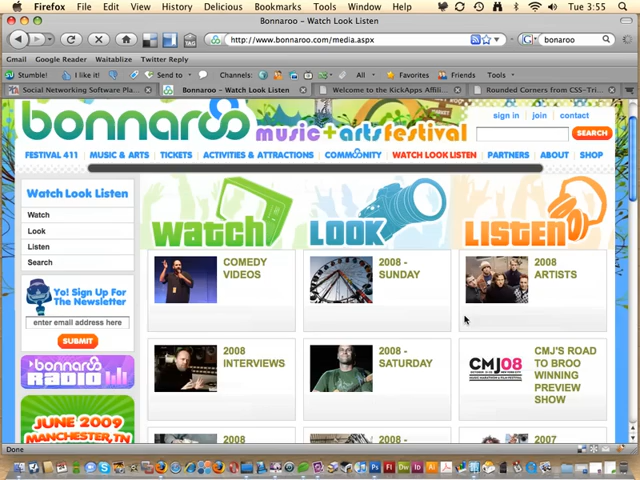 Firefox File Edit View History Delicious Bookmarks Tools Window Help Tue 3:55
Bonnaroo - Watch Look Listen
http://www.bonnaroo.com/media.aspx
bonaroo
Gmail Google Reader Waitablize Twitter Reply
Stumble! I like it! Send to Channels: All Favorites Friends Tools
Social Networking Software Pla... Bonnaroo - Watch Look Listen Welcome to the KickApps Affili... Rounded Corners from CSS-Tri...
bonnaroo music+arts festival
sign in join contact
SEARCH
FESTIVAL 411 MUSIC & ARTS TICKETS ACTIVITIES & ATTRACTIONS COMMUNITY WATCH LOOK LISTEN PARTNERS ABOUT SHOP
Watch Look Listen
Watch
Look
Listen
Search
Yo! Sign Up For
The Newsletter
enter email address here
SUBMIT
bonnaroo
RADIO
JUNE 2009
MANCHESTER,TN
WATCH LOOK LISTEN
COMEDY
VIDEOS
2008 -
SUNDAY
2008
ARTISTS
2008
INTERVIEWS
2008 -
SATURDAY
CMJ08
CMJ'S ROAD
TO BROO
WINNING
PREVIEW
SHOW
2008
2008 -
2007
Done